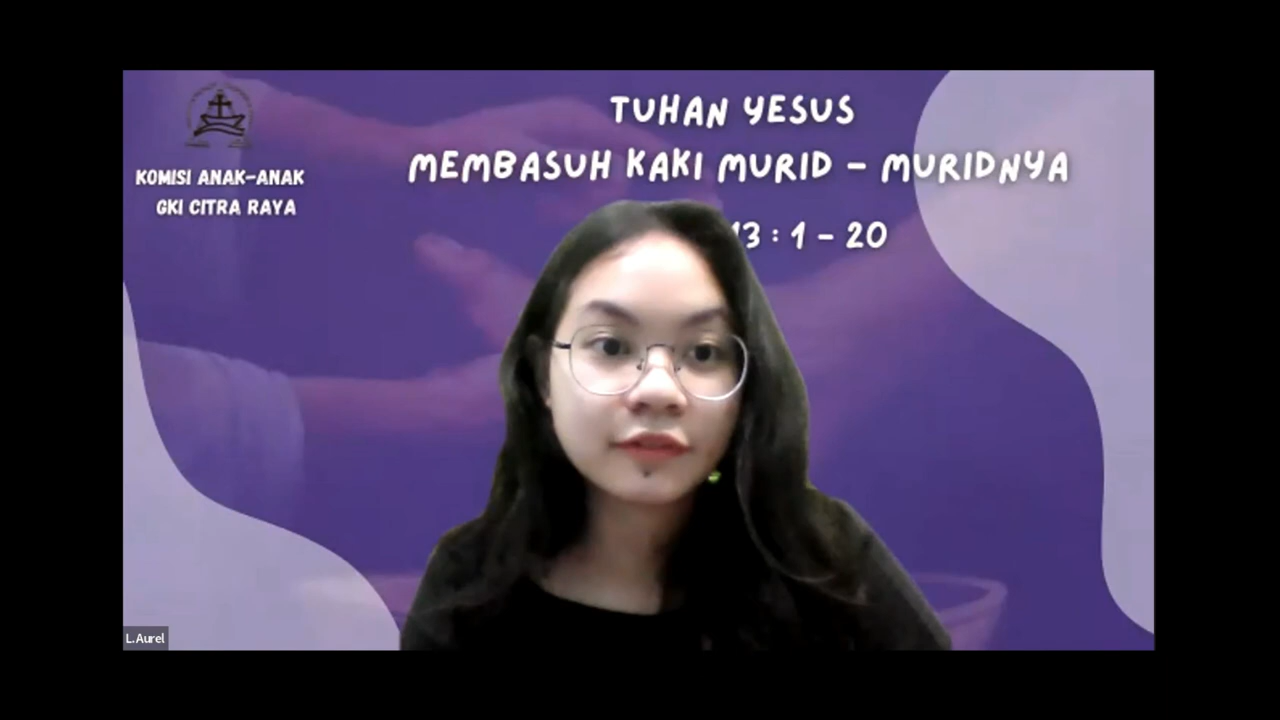 TUHAN YESUS
MEMBASUH KAKI MURID - MURIDNYA
13 : 1 - 20
KOMISI ANAK-ANAK
GKI CITRA RAYA
L.Aurel